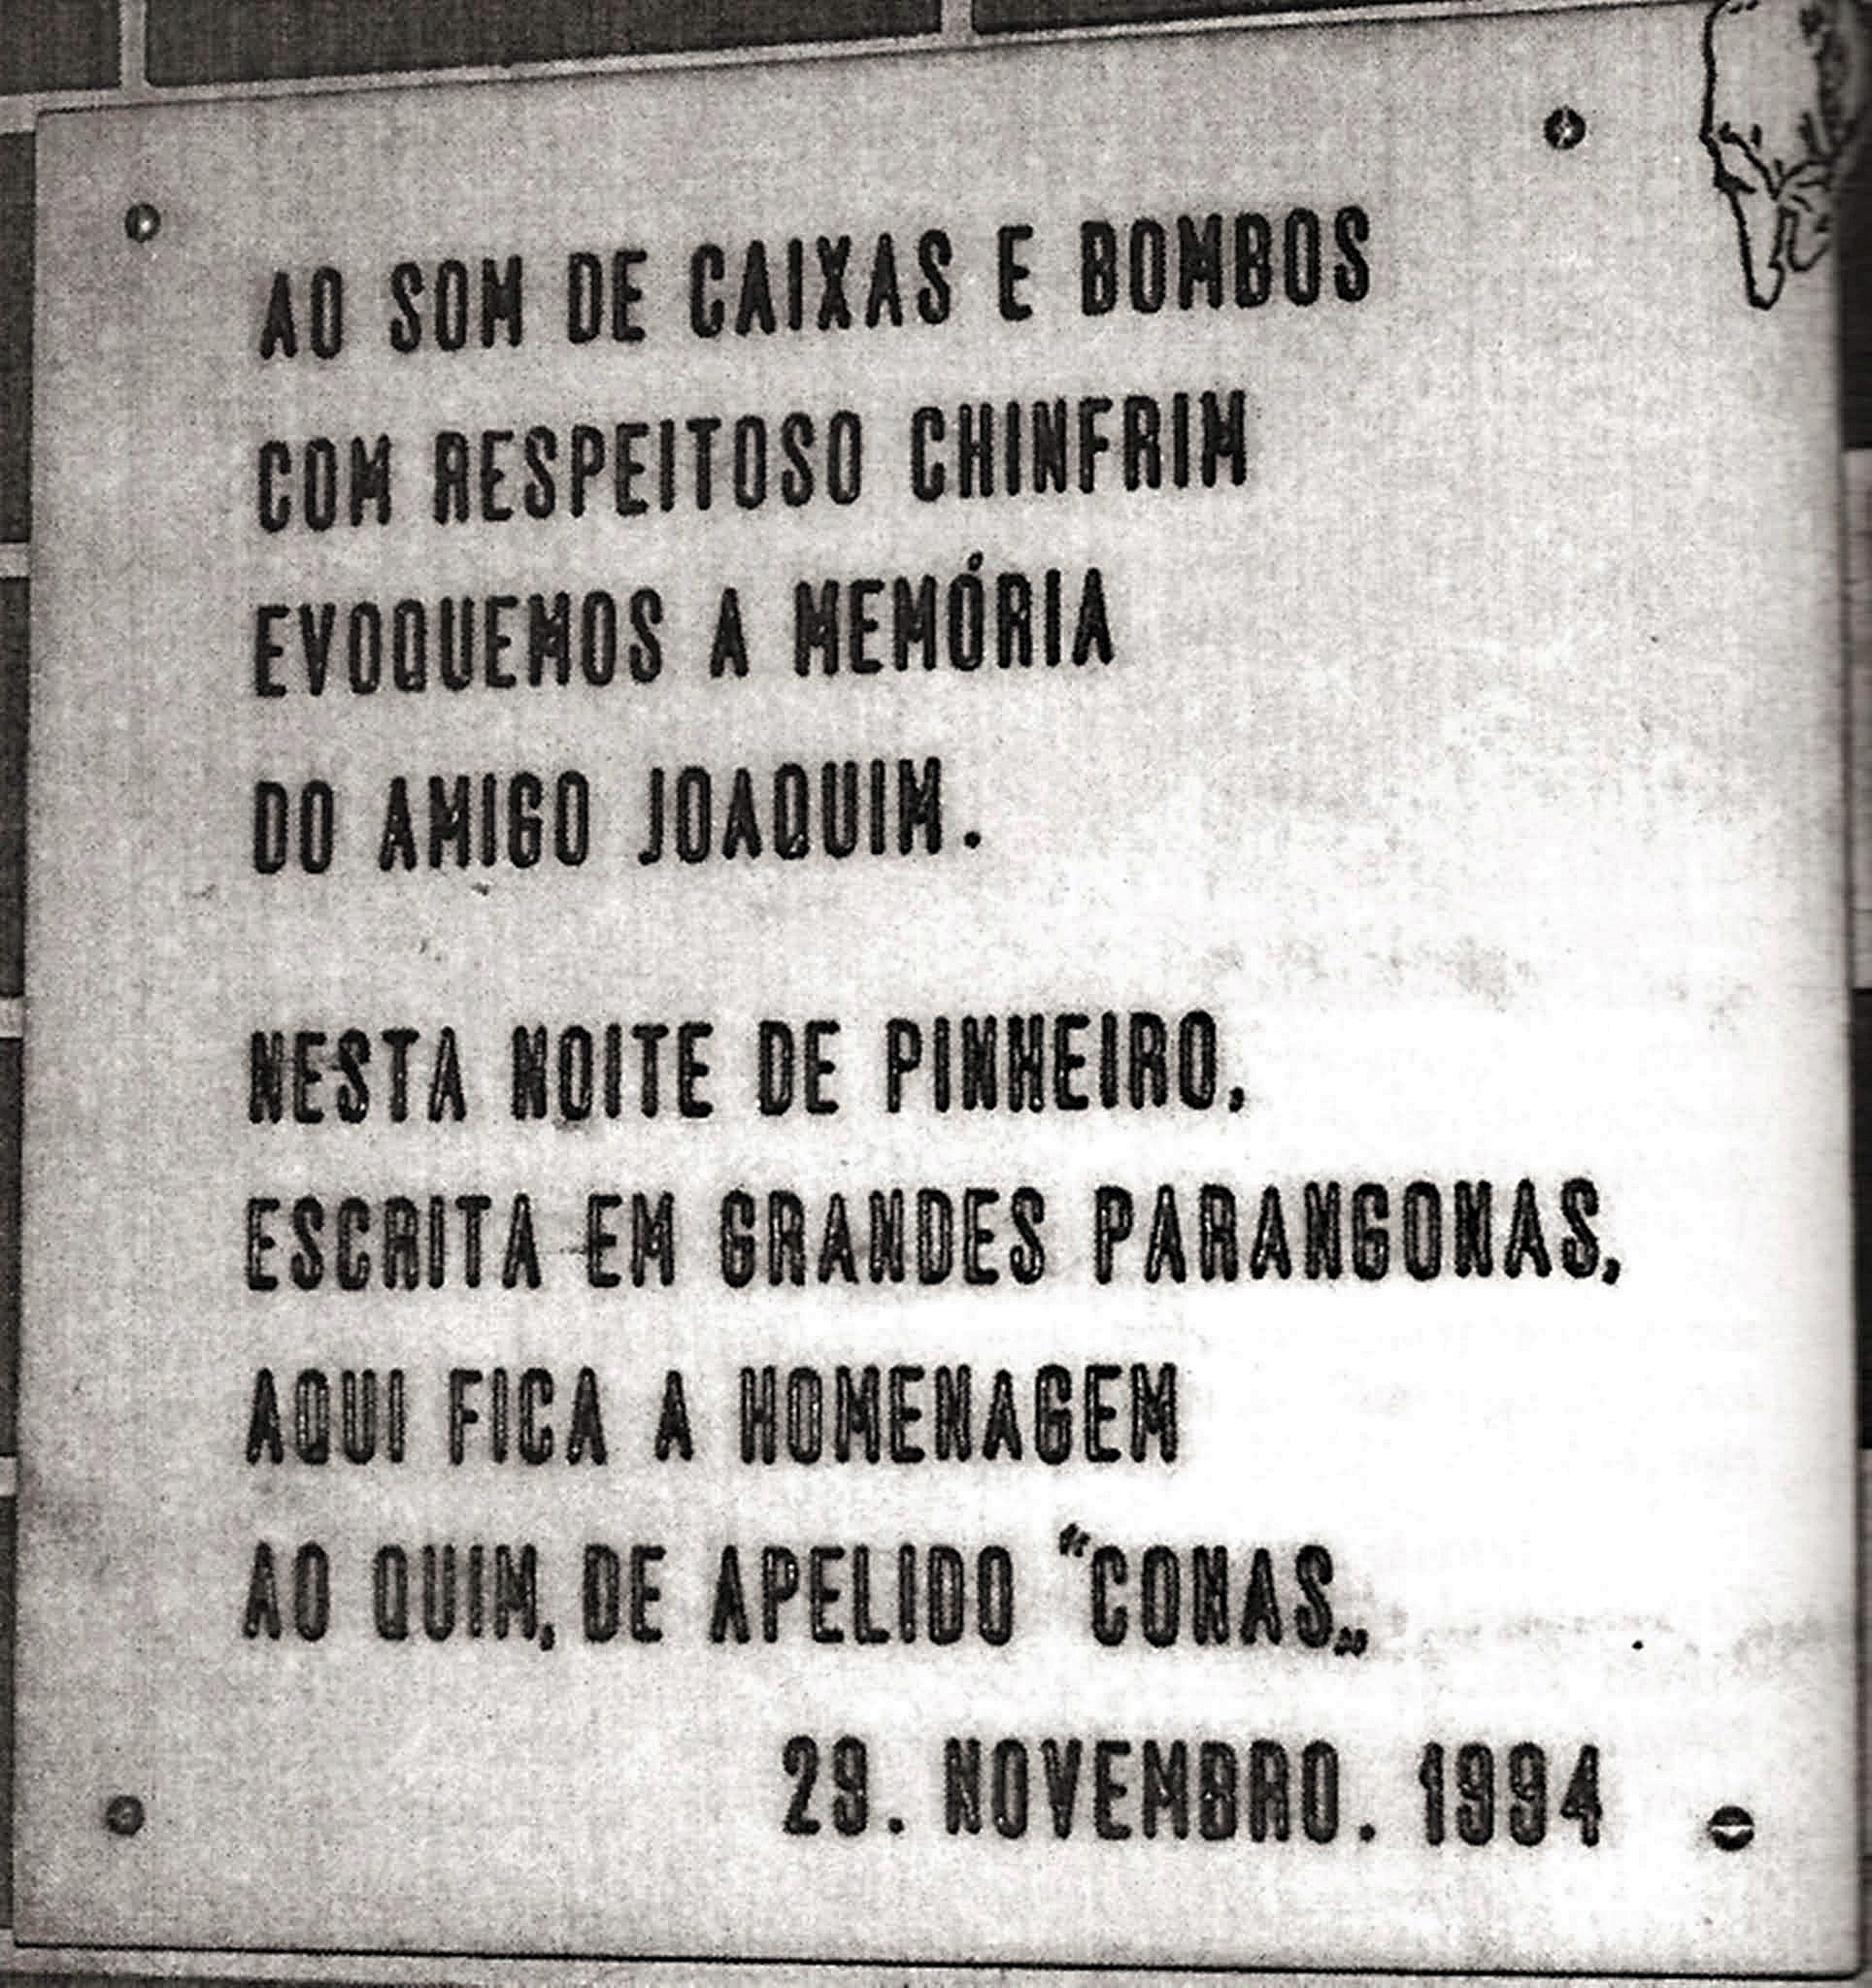 AO SOM DE CAIXAS E BOMBOS
COM RESPEITOSO CHINFRIM
EVOQUEMOS A MEMÓRIA
DO AMIGO JOAQUIM.
NESTA NOITE DE PINHEIRO,
ESCRITA EM GRANDES PARANGONAS,
AQUI FICA A HOMENAGEM
AO QUIM, DE APELIDO “CONAS„
29. NOVEMBRO. 1994